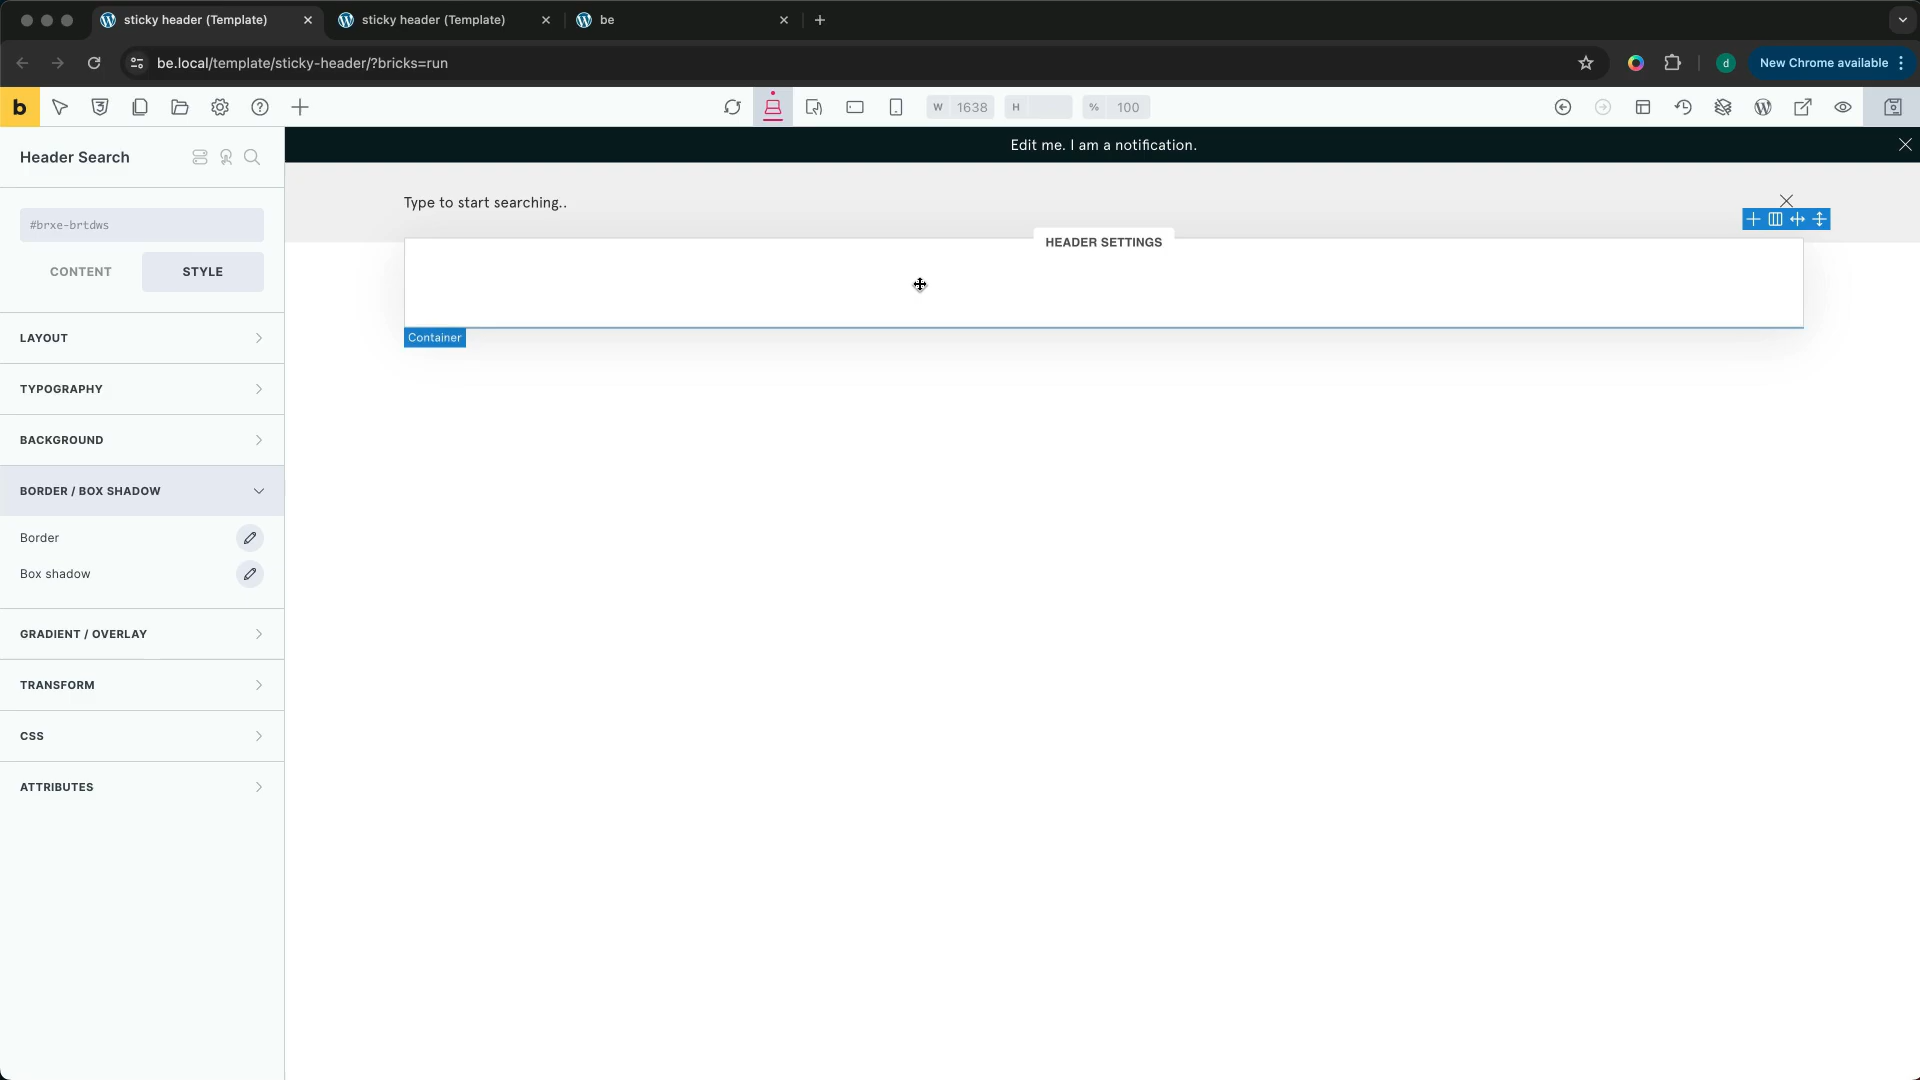 sticky header (Template)
sticky header (Template)
be
be.local/template/sticky-header/?bricks=run
d
New Chrome available
b
W 1638
H
% 100
Edit me. I am a notification.
Header Search
#brxe-brtdws
CONTENT
STYLE
LAYOUT
TYPOGRAPHY
BACKGROUND
BORDER / BOX SHADOW
Border
Box shadow
GRADIENT / OVERLAY
TRANSFORM
CSS
ATTRIBUTES
Type to start searching..
HEADER SETTINGS
Container